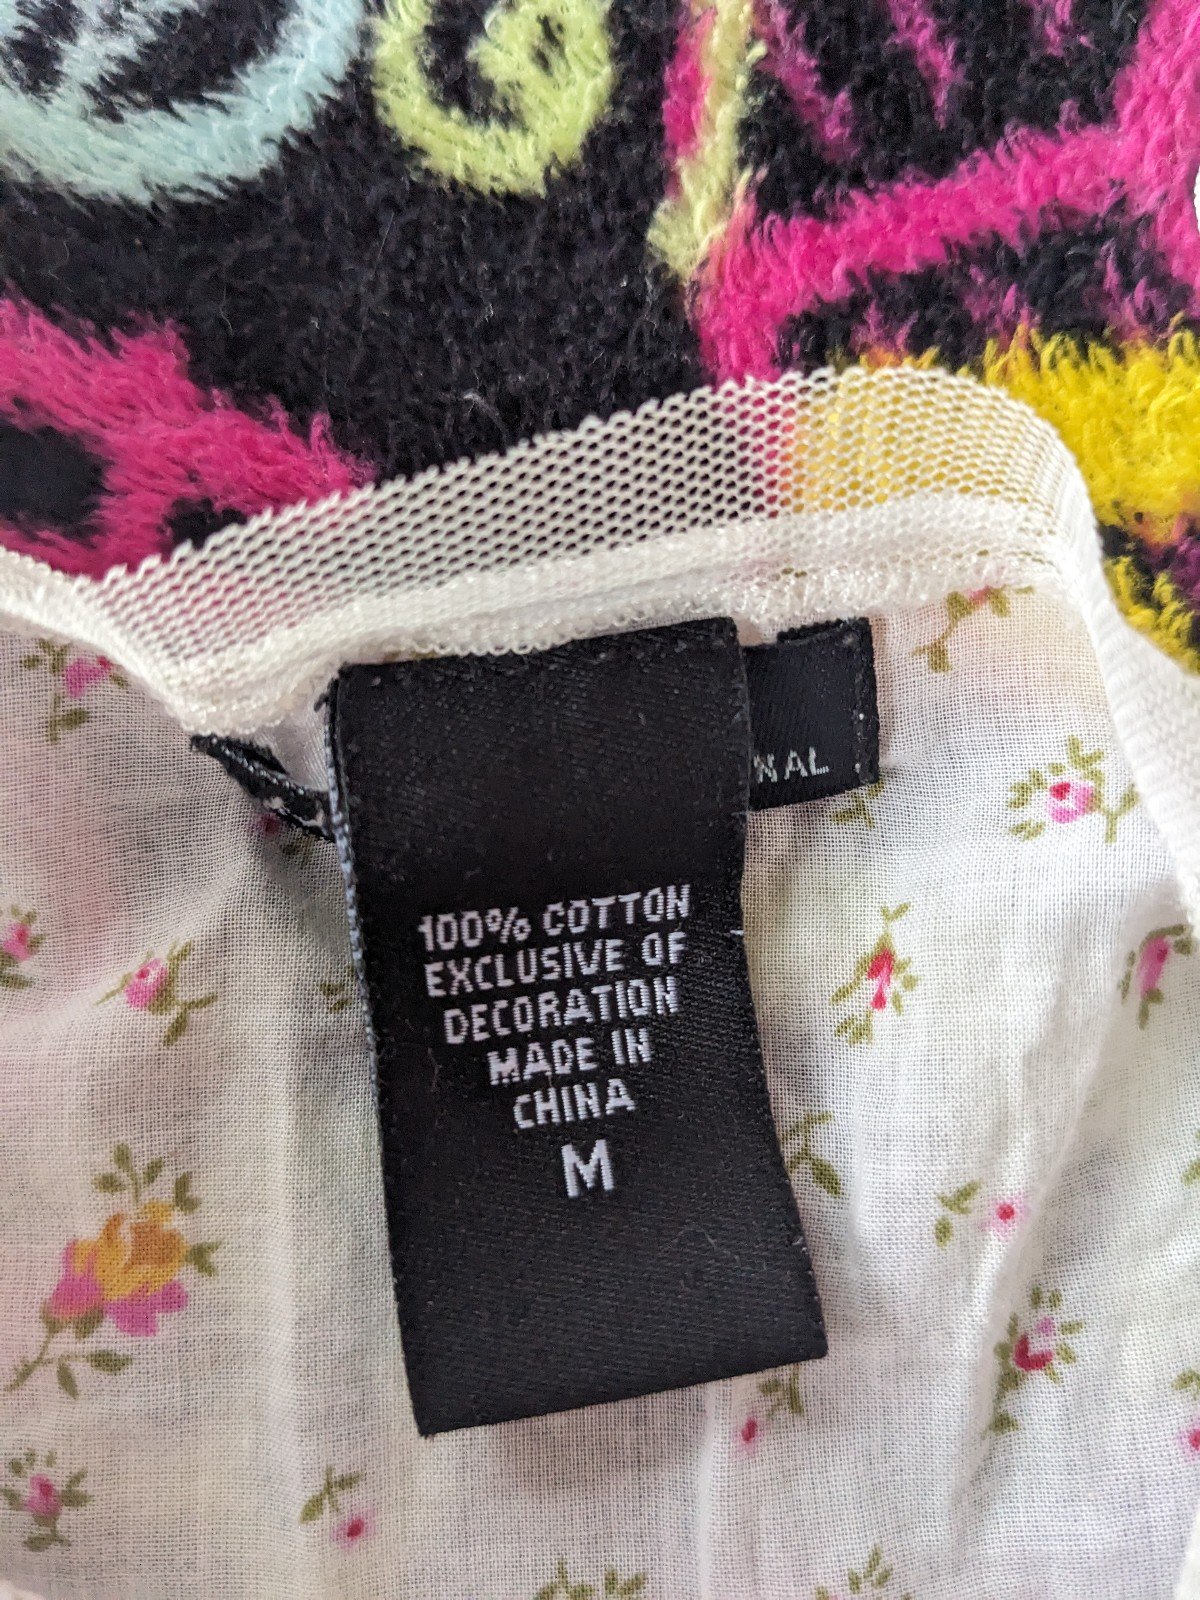 100% COTTON
EXCLUSIVE OF
DECORATION
MADE IN
CHINA
M